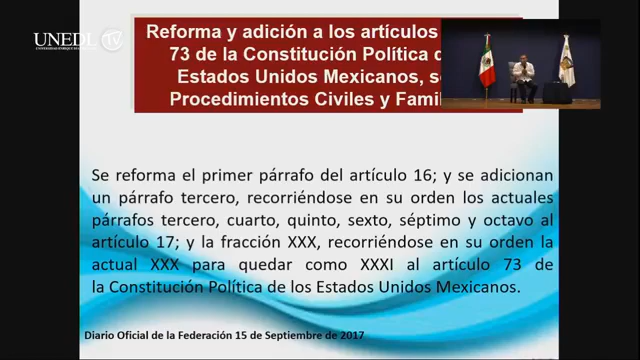 UNEDL TV
Reforma y adición a los artículos
73 de la Constitución Política d
Estados Unidos Mexicanos, s
Procedimientos Civiles y Famil
Se reforma el primer párrafo del artículo 16; y se adicionan
un párrafo tercero, recorriéndose en su orden los actuales
párrafos tercero, cuarto, quinto, sexto, séptimo y octavo al
artículo 17; y la fracción XXX, recorriéndose en su orden la
actual XXX para quedar como XXXI al artículo 73 de
la Constitución Política de los Estados Unidos Mexicanos.
Diario Oficial de la Federación 15 de Septiembre de 2017